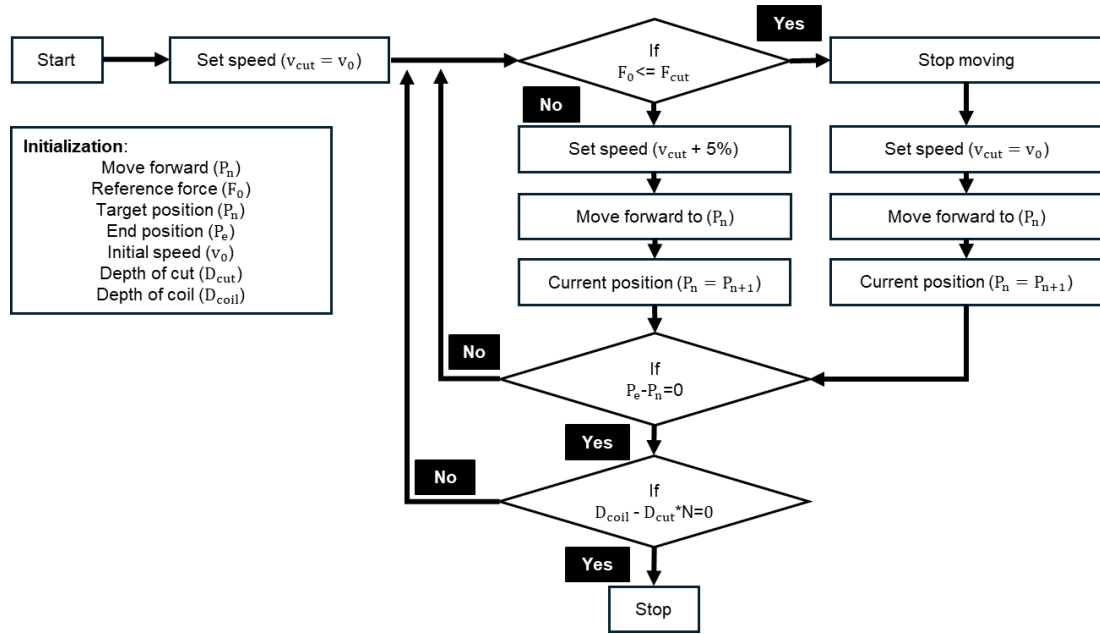 Start
Set speed (v_cut = v_0)
If
F_0<= F_cut
Yes
Stop moving
No
Set speed (v_cut + 5%)
Set speed (v_cut = v_0)
Move forward to (P_n)
Move forward to (P_n)
Current position (P_n = P_n+1)
Current position (P_n = P_n+1)
Initialization:
Move forward (P_n)
Reference force (F_0)
Target position (P_n)
End position (P_e)
Initial speed (v_0)
Depth of cut (D_cut)
Depth of coil (D_coil)
No
If
P_e-P_n=0
Yes
No
If
D_coil - D_cut*N=0
Yes
Stop